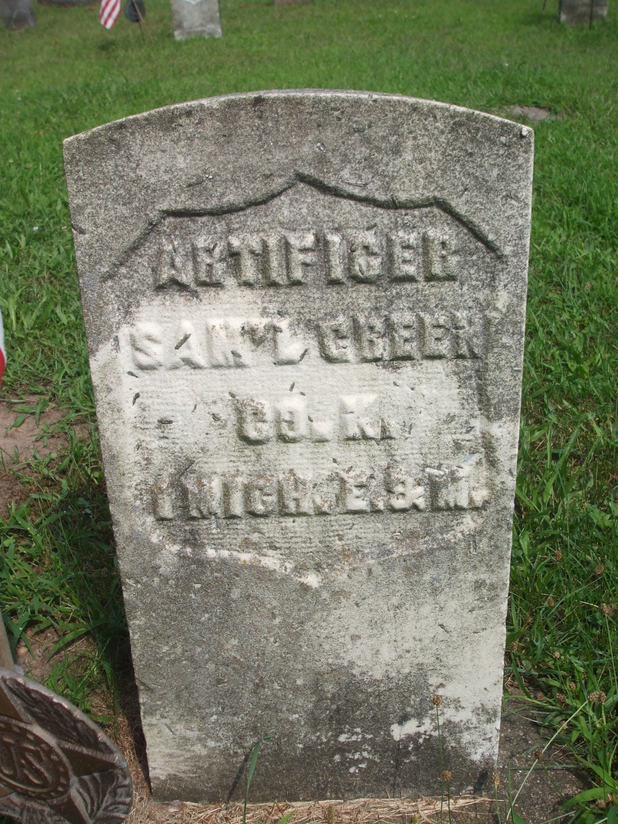 ARTIFICER
SAM'L GREEN
CO. K.
1 MICH. E. & M.